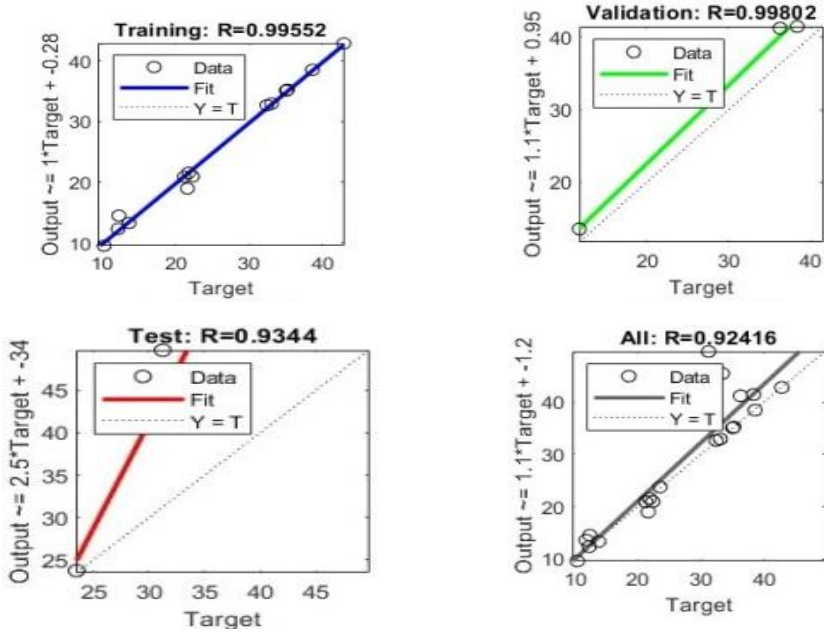 Training: R=0.99552
Output ~= 1*Target + -0.28
40
30
20
10
Data
Fit
Y = T
10 20 30 40
Target
Validation: R=0.99802
Output ~= 1.1*Target + 0.95
40
30
20
Data
Fit
Y = T
20 30 40
Target
Test: R=0.9344
Output ~= 2.5*Target + -34
45
40
35
30
25
Data
Fit
Y = T
25 30 35 40 45
Target
All: R=0.92416
Output ~= 1.1*Target + -1.2
40
30
20
10
Data
Fit
Y = T
10 20 30 40
Target